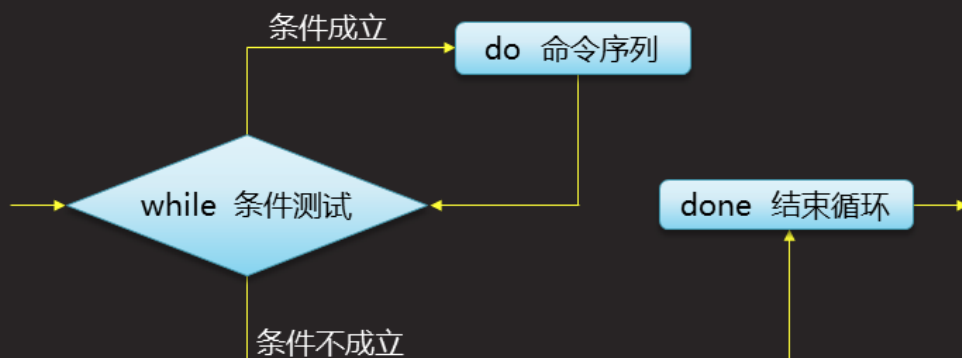 条件成立
do 命令序列
while 条件测试
done 结束循环
条件不成立